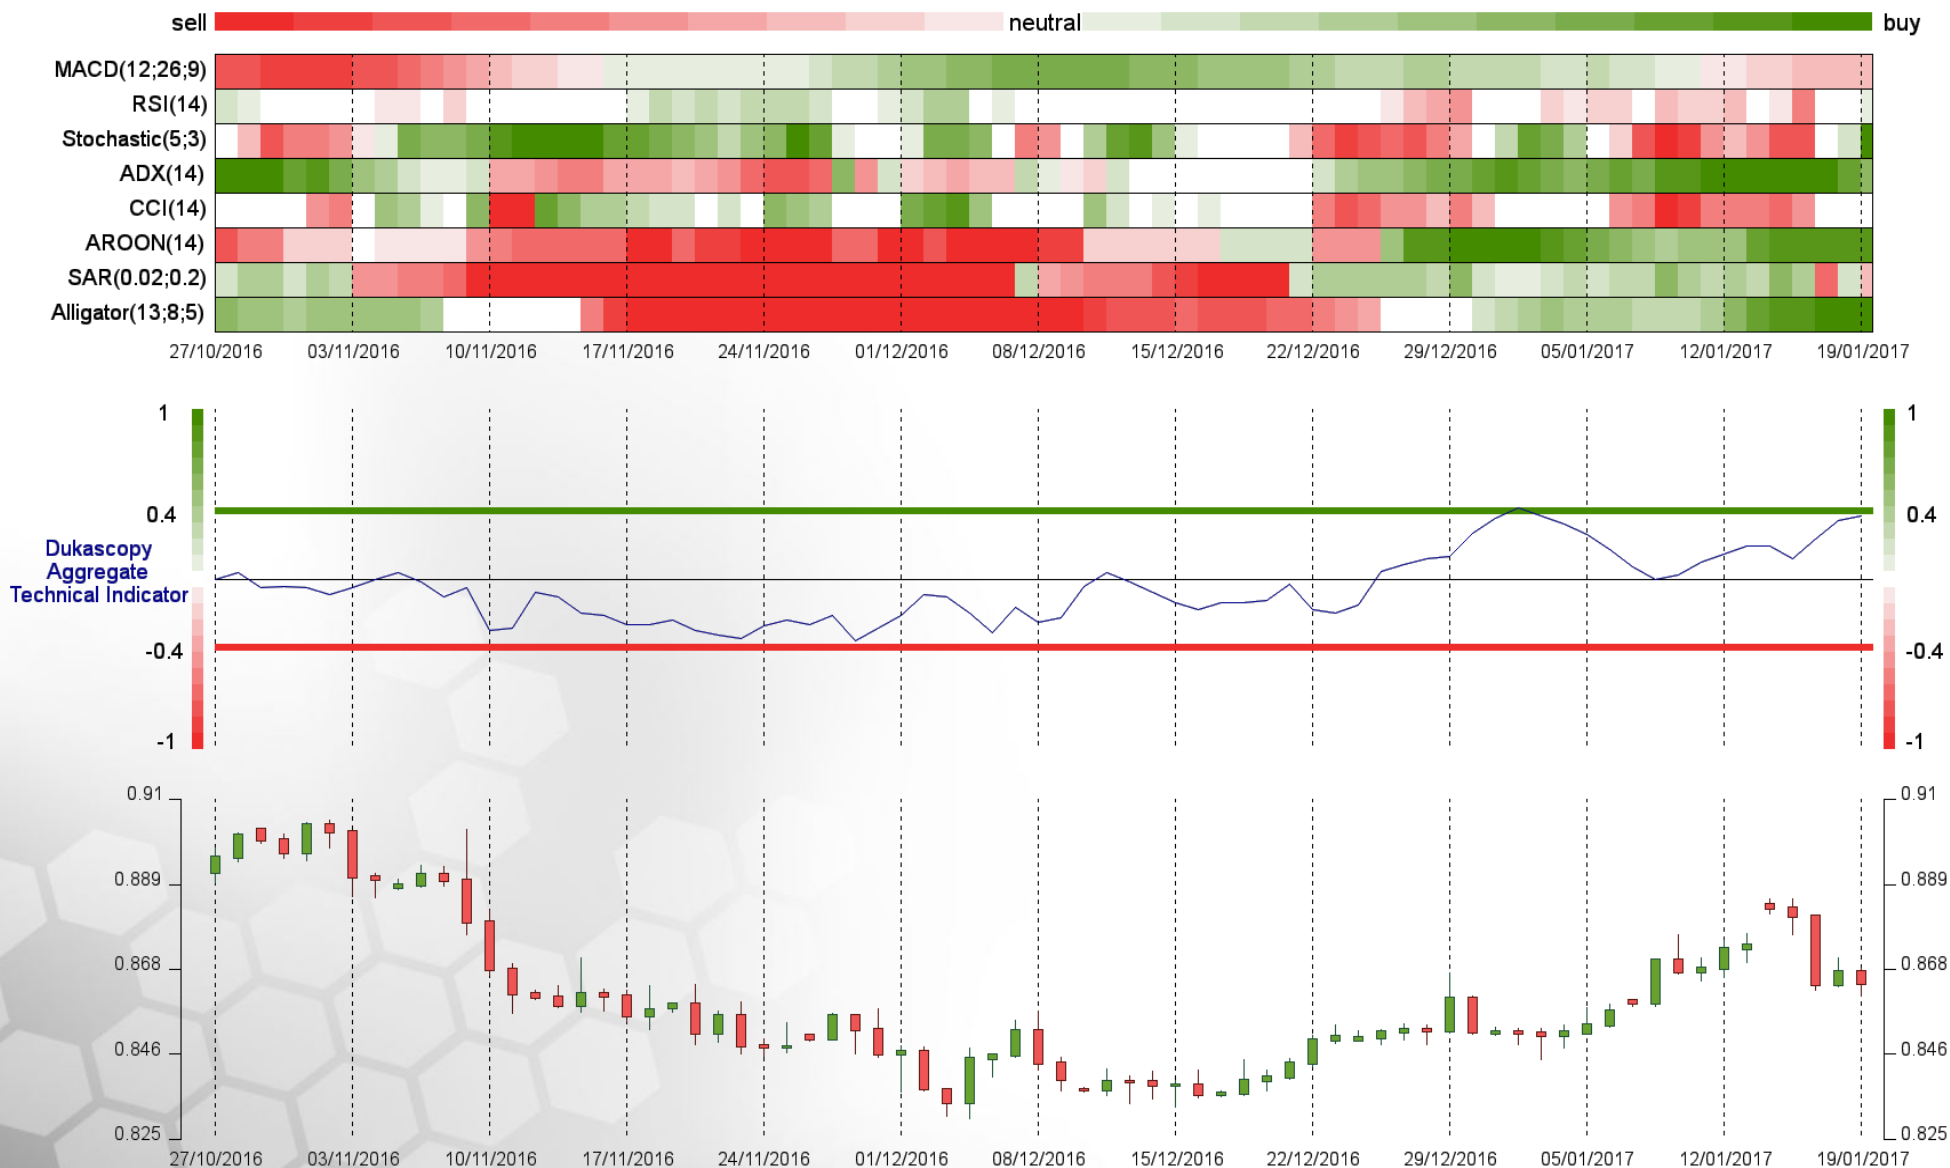 sell neutral buy
MACD(12;26;9)
RSI(14)
Stochastic(5;3)
ADX(14)
CCI(14)
AROON(14)
SAR(0.02;0.2)
Alligator(13;8;5)
27/10/2016 03/11/2016 10/11/2016 17/11/2016 24/11/2016 01/12/2016 08/12/2016 15/12/2016 22/12/2016 29/12/2016 05/01/2017 12/01/2017 19/01/2017
1 1
0.4 0.4
Dukascopy
Aggregate
Technical Indicator
-0.4 -0.4
-1 -1
0.91 0.91
0.889 0.889
0.868 0.868
0.846 0.846
0.825 0.825
27/10/2016 03/11/2016 10/11/2016 17/11/2016 24/11/2016 01/12/2016 08/12/2016 15/12/2016 22/12/2016 29/12/2016 05/01/2017 12/01/2017 19/01/2017